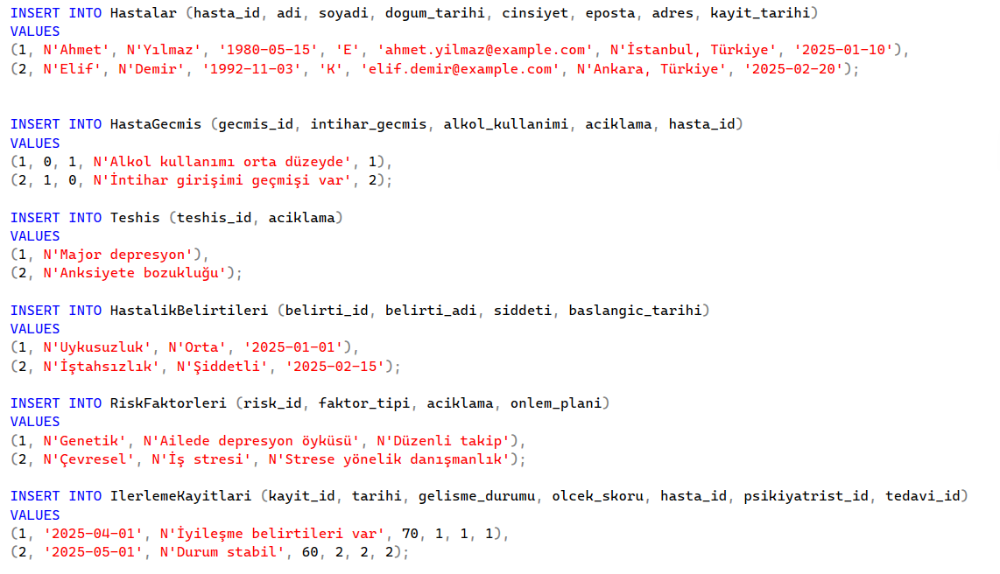 INSERT INTO Hastalar (hasta_id, adi, soyadi, dogum_tarihi, cinsiyet, eposta, adres, kayit_tarihi)
VALUES
(1, N'Ahmet', N'Yılmaz', '1980-05-15', 'E', 'ahmet.yilmaz@example.com', N'İstanbul, Türkiye', '2025-01-10'),
(2, N'Elif', N'Demir', '1992-11-03', 'K', 'elif.demir@example.com', N'Ankara, Türkiye', '2025-02-20');
INSERT INTO HastaGecmis (gecmis_id, intihar_gecmis, alkol_kullanimi, aciklama, hasta_id)
VALUES
(1, 0, 1, N'Alkol kullanımı orta düzeyde', 1),
(2, 1, 0, N'İntihar girişimi geçmişi var', 2);
INSERT INTO Teshis (teshis_id, aciklama)
VALUES
(1, N'Major depresyon'),
(2, N'Anksiyete bozukluğu');
INSERT INTO HastalikBelirtileri (belirti_id, belirti_adi, siddeti, baslangic_tarihi)
VALUES
(1, N'Uykusuzluk', N'Orta', '2025-01-01'),
(2, N'İştahsızlık', N'Şiddetli', '2025-02-15');
INSERT INTO RiskFaktorleri (risk_id, faktor_tipi, aciklama, onlem_plani)
VALUES
(1, N'Genetik', N'Ailede depresyon öyküsü', N'Düzenli takip'),
(2, N'Çevresel', N'İş stresi', N'Strese yönelik danışmanlık');
INSERT INTO IlerlemeKayitlari (kayit_id, tarihi, gelisme_durumu, olcek_skoru, hasta_id, psikiyatrist_id, tedavi_id)
VALUES
(1, '2025-04-01', N'İyileşme belirtileri var', 70, 1, 1, 1),
(2, '2025-05-01', N'Durum stabil', 60, 2, 2, 2);